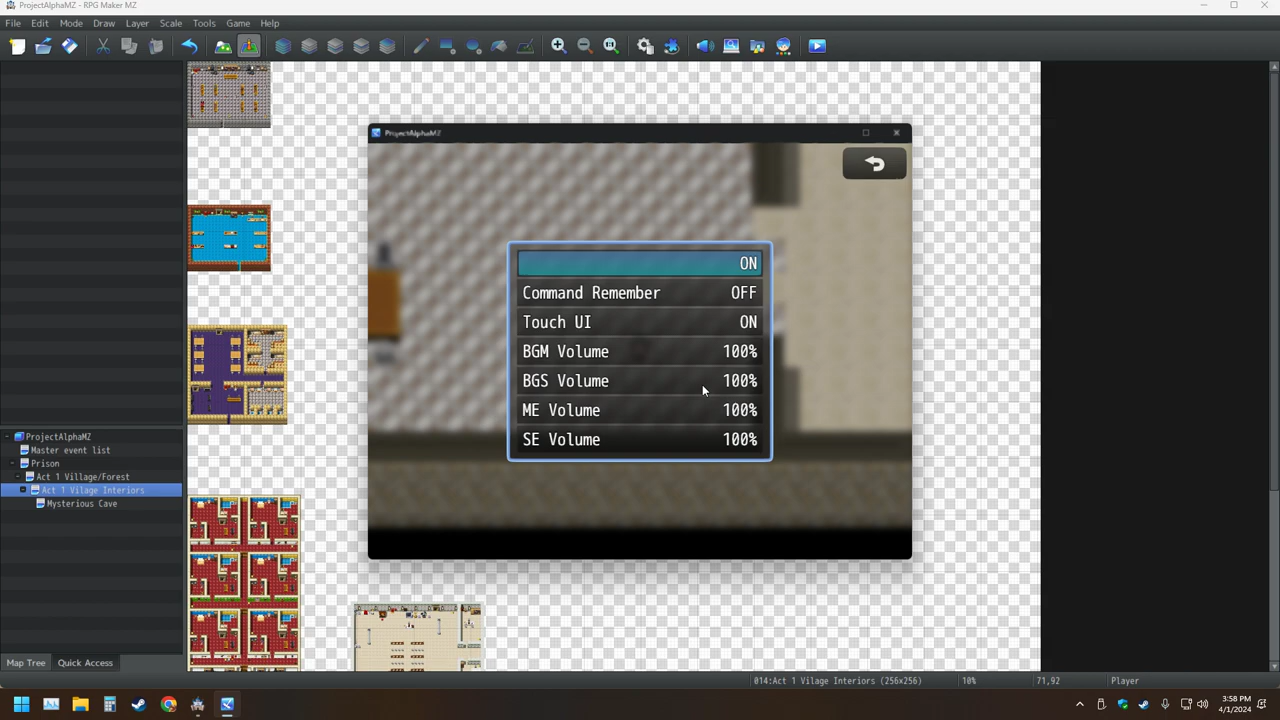 ProjectAlphaMZ - RPG Maker MZ
File Edit Mode Draw Layer Scale Tools Game Help
ProjectAlphaMZ
ON
Command Remember OFF
Touch UI ON
BGM Volume 100%
BGS Volume 100%
ME Volume 100%
SE Volume 100%
ProjectAlphaMZ
Master event list
Prison
Act 1 Village/Forest
Act 1 Vilage Interiors
Mysterious Cave
Map Tree Quick Access
014:Act 1 Vilage Interiors (256x256) 10% 71,92 Player
3:58 PM
4/1/2024